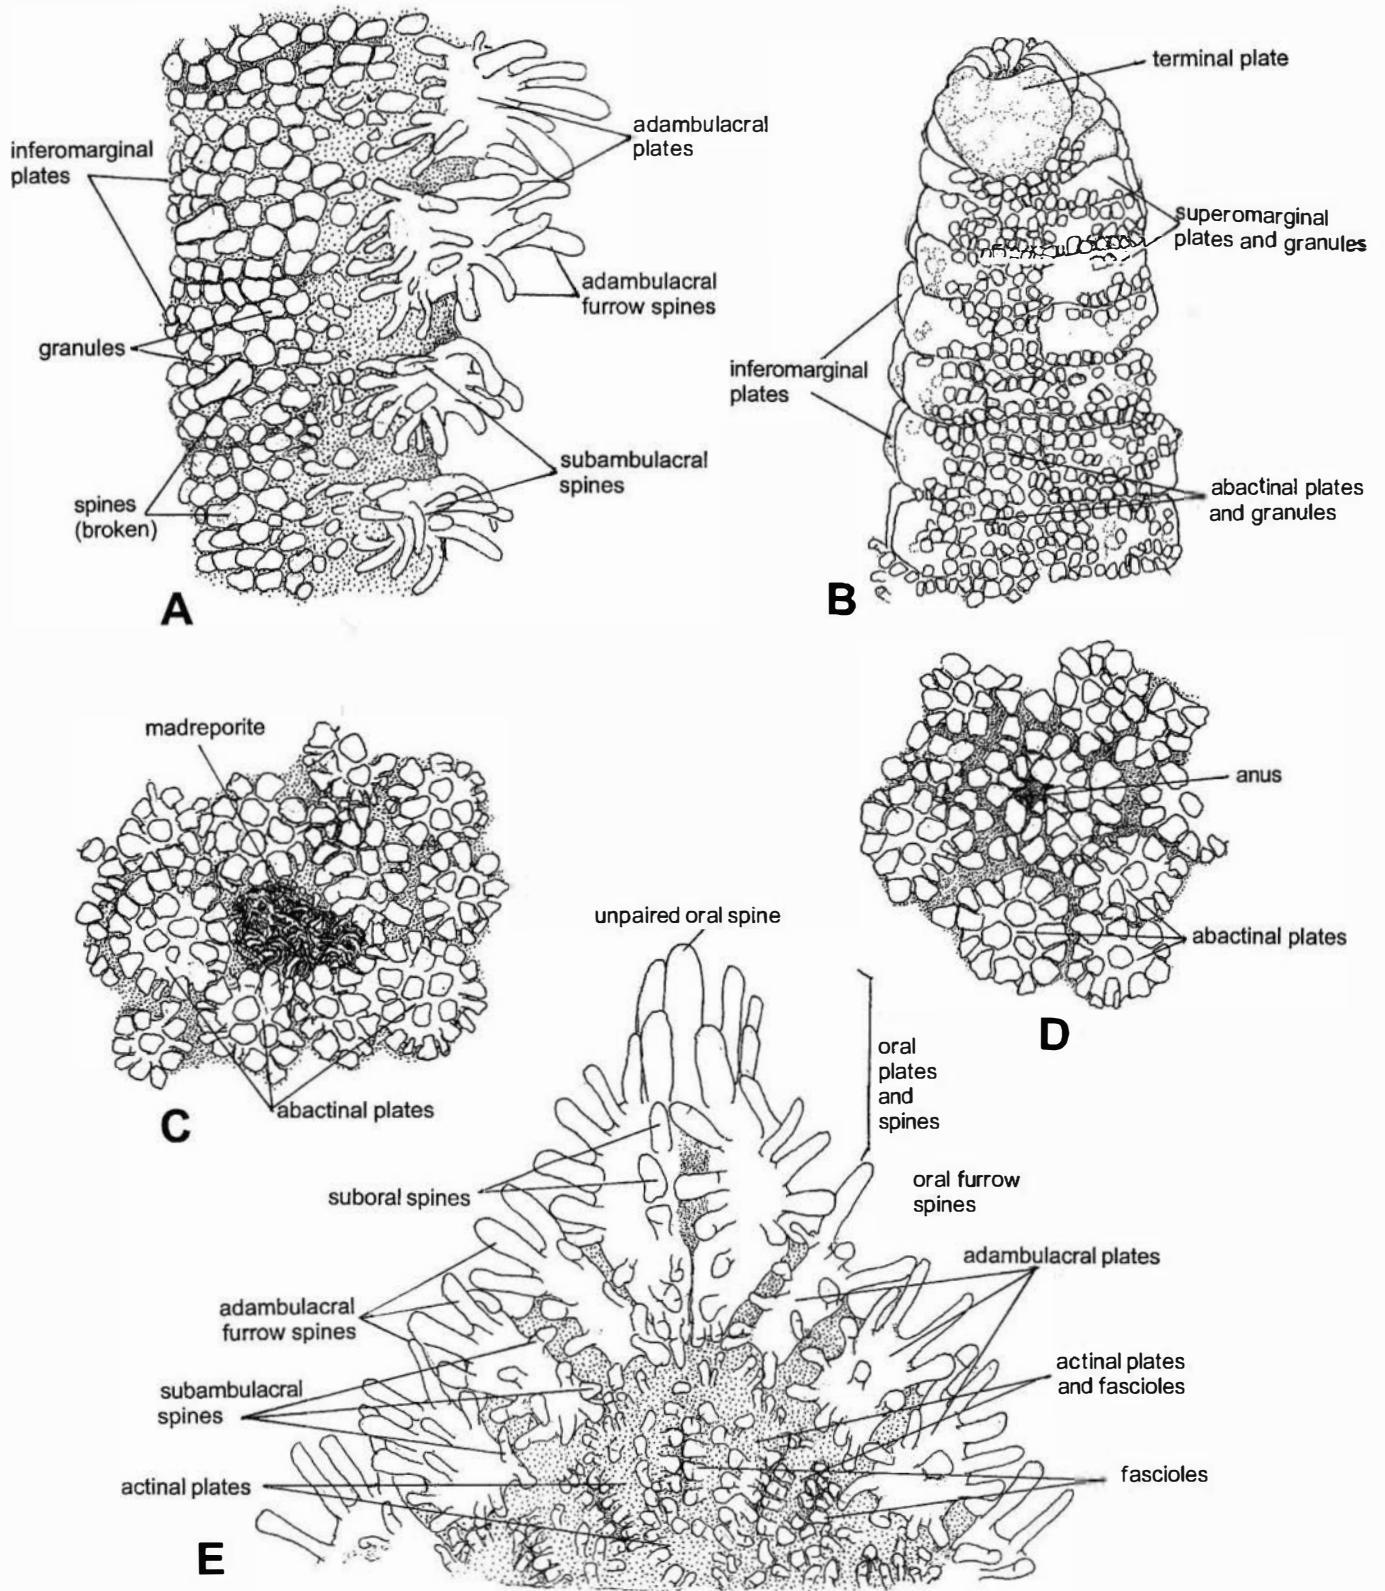 inferomarginal
plates
granules
spines
(broken)
adambulacral
plates
adambulacral
furrow spines
subambulacral
spines
A
terminal plate
superomarginal
plates and granules
inferomarginal
plates
abactinal plates
and granules
B
madreporite
abactinal plates
C
anus
abactinal plates
D
unpaired oral spine
oral
plates
and
spines
suboral spines
oral furrow
spines
adambulacral plates
adambulacral
furrow spines
actinal plates
and fascioles
subambulacral
spines
actinal plates
fascioles
E